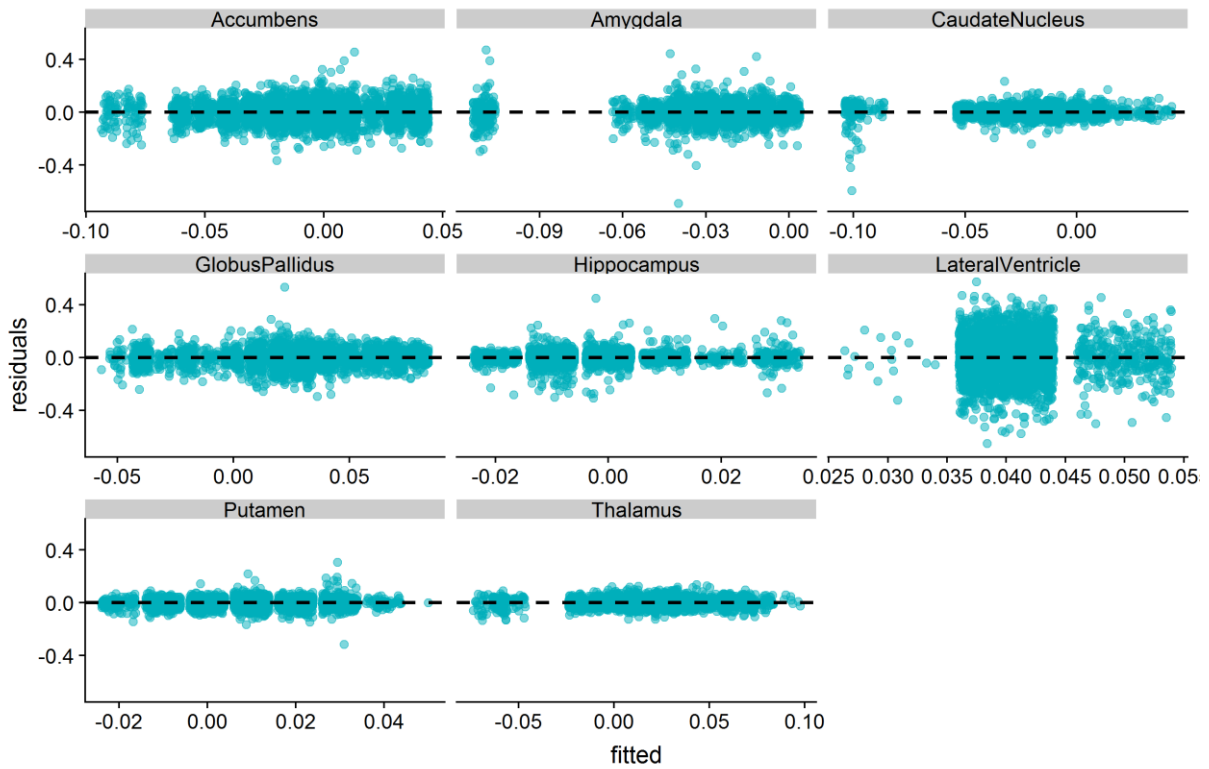 Accumbens Amygdala CaudateNucleus
0.4
0.0
-0.4
-0.10 -0.05 0.00 0.05 -0.09 -0.06 -0.03 0.00 -0.10 -0.05 0.00
GlobusPallidus Hippocampus LateralVentricle
0.4
0.0
-0.4
-0.05 0.00 0.05 -0.02 0.00 0.02 0.025 0.030 0.035 0.040 0.045 0.050 0.05
Putamen Thalamus
0.4
0.0
-0.4
-0.02 0.00 0.02 0.04 -0.05 0.00 0.05 0.10
residuals
fitted